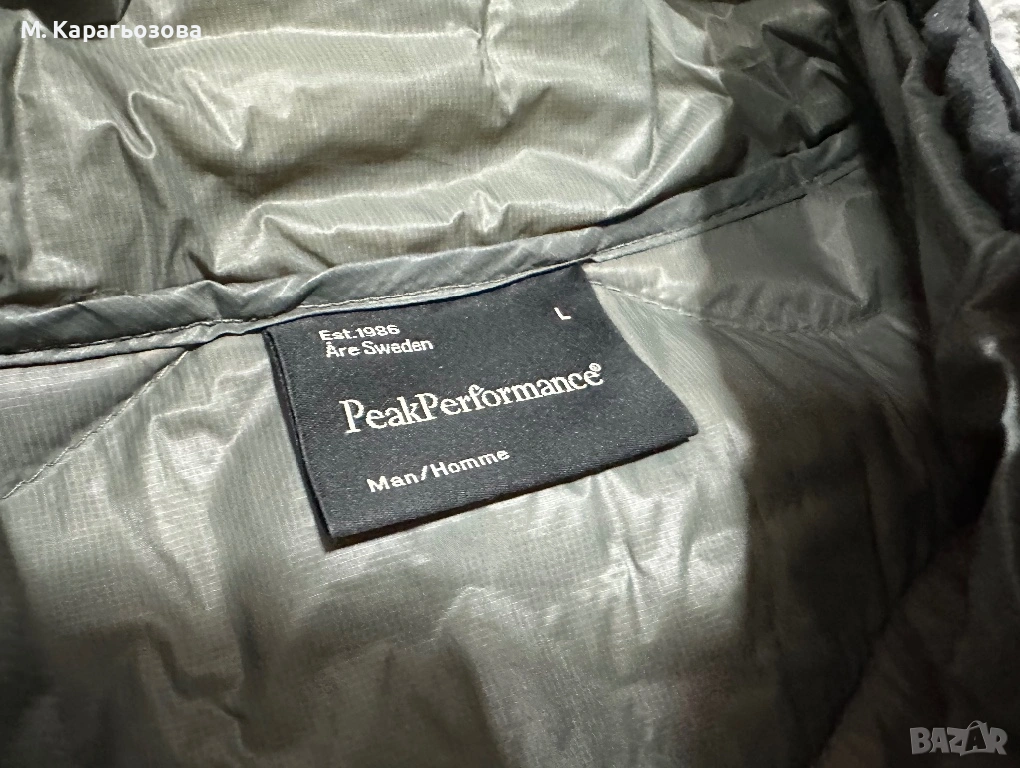 М. Карагьозова
L
Est.1986
Åre Sweden
PeakPerformance®
Man/Homme
BAZAR